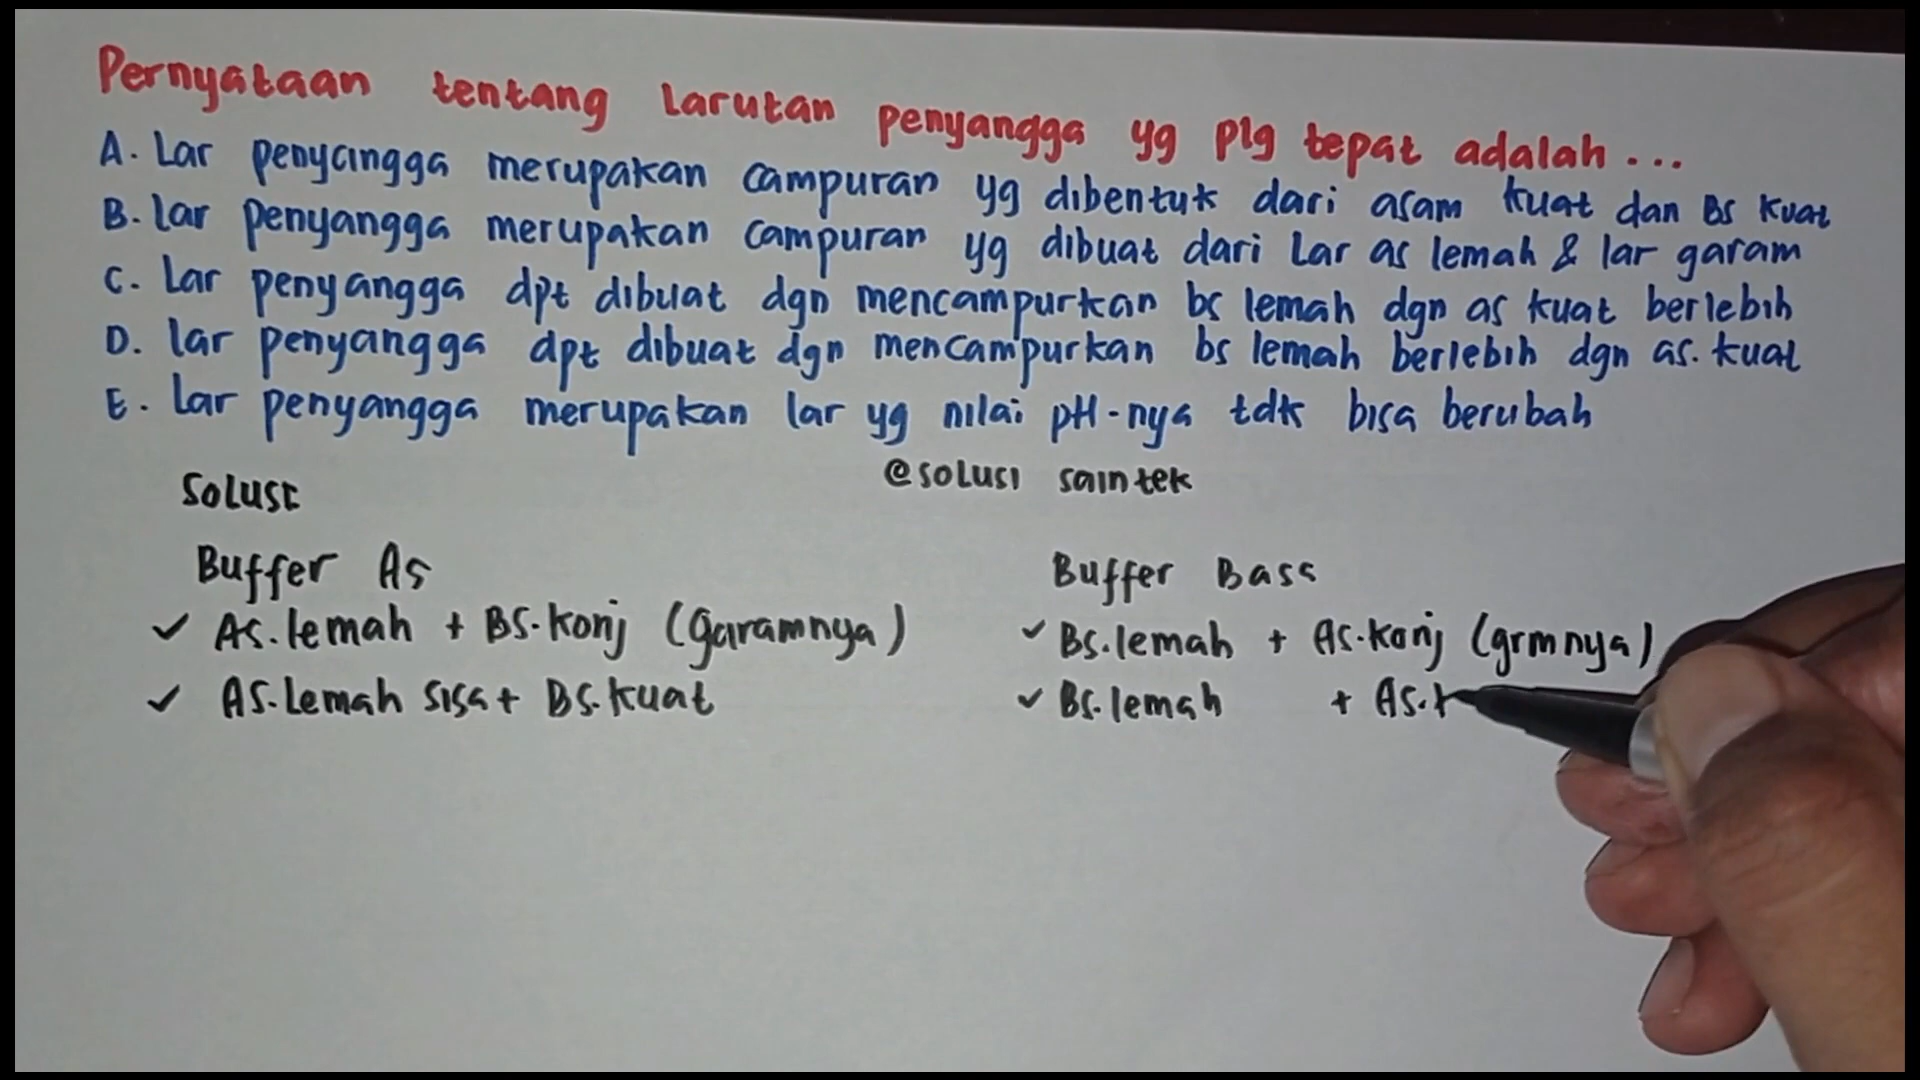 Pernyataan tentang Larutan penyangga yg plg tepat adalah...
A. Lar penyangga merupakan campuran yg dibentuk dari asam kuat dan Bs kuat
B. lar penyangga merupakan campuran yg dibuat dari Lar as lemah & lar garam
C. Lar penyangga dpt dibuat dgn mencampurkan bs lemah dgn as kuat berlebih
D. lar penyangga dpt dibuat dgn mencampurkan bs lemah berlebih dgn as. kuat
E. lar penyangga merupakan lar yg nilai pH-nya tdk bisa berubah
@solusi saintek
Solusi
Buffer As
✓ As.lemah + Bs.konj (garamnya)
✓ As.Lemah sisa + Bs.kuat
Buffer Bass
✓ Bs.lemah + As.konj (grmnya)
✓ Bs.lemah + As.